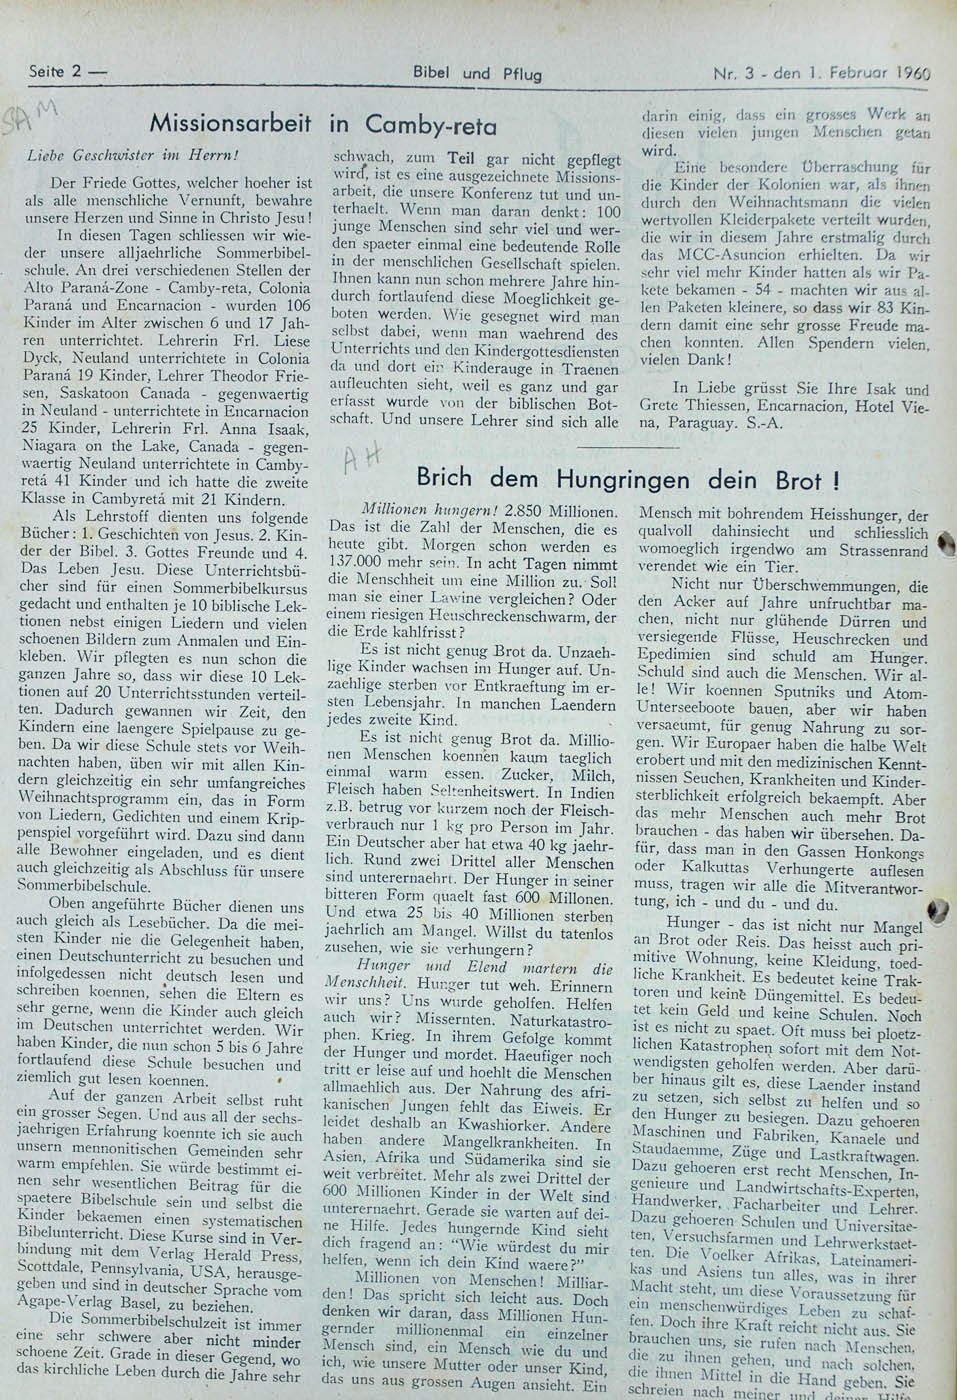 Seite 2 —
Bibel und Pflug
Nr. 3 - den 1. Februar 1960
SAM
Missionsarbeit in Camby-reta
Liebe Geschwister im Herrn!
Der Friede Gottes, welcher hoeher ist
als alle menschliche Vernunft, bewahre
unsere Herzen und Sinne in Christo Jesu!
In diesen Tagen schliessen wir wie-
der unsere alljaehrliche Sommerbibel-
schule. An drei verschiedenen Stellen der
Alto Paraná-Zone - Camby-reta, Colonia
Paraná und Encarnacion - wurden 106
Kinder im Alter zwischen 6 und 17 Jah-
ren unterrichtet. Lehrerin Frl. Liese
Dyck, Neuland unterrichtete in Colonia
Paraná 19 Kinder, Lehrer Theodor Frie-
sen, Saskatoon Canada - gegenwaertig
in Neuland - unterrichtete in Encarnacion
25 Kinder, Lehrerin Frl. Anna Isaak,
Niagara on the Lake, Canada - gegen-
waertig Neuland unterrichtete in Camby-
retá 41 Kinder und ich hatte die zweite
Klasse in Cambyretá mit 21 Kindern.
Als Lehrstoff dienten uns folgende
Bücher: 1. Geschichten von Jesus. 2. Kin-
der der Bibel. 3. Gottes Freunde und 4.
Das Leben Jesu. Diese Unterrichtsbü-
cher sind für einen Sommerbibelkursus
gedacht und enthalten je 10 biblische Lek-
tionen nebst einigen Liedern und vielen
schoenen Bildern zum Anmalen und Ein-
kleben. Wir pflegten es nun schon die
ganzen Jahre so, dass wir diese 10 Lek-
tionen auf 20 Unterrichtsstunden verteil-
ten. Dadurch gewannen wir Zeit, den
Kindern eine laengere Spielpause zu ge-
ben. Da wir diese Schule stets vor Weih-
nachten haben, üben wir mit allen Kin-
dern gleichzeitig ein sehr umfangreiches
Weihnachtsprogramm ein, das in Form
von Liedern, Gedichten und einem Krip-
penspiel vorgeführt wird. Dazu sind dann
alle Bewohner eingeladen, und es dient
auch gleichzeitig als Abschluss für unsere
Sommerbibelschule.
Oben angeführte Bücher dienen uns
auch gleich als Lesebücher. Da die mei-
sten Kinder nie die Gelegenheit haben,
einen Deutschunterricht zu besuchen und
infolgedessen nicht deutsch lesen und
schreiben koennen, sehen die Eltern es
sehr gerne, wenn die Kinder auch gleich
im Deutschen unterrichtet werden. Wir
haben Kinder, die nun schon 5 bis 6 Jahre
fortlaufend diese Schule besuchen und
ziemlich gut lesen koennen.
Auf der ganzen Arbeit selbst ruht
ein grosser Segen. Und aus all der sechs-
jaehrigen Erfahrung koennte ich sie auch
unsern mennonitischen Gemeinden sehr
warm empfehlen. Sie würde bestimmt ei-
nen sehr wesentlichen Beitrag für die
spaetere Bibelschule sein und selbst die
Kinder bekaemen einen systematischen
Bibelunterricht. Diese Kurse sind in Ver-
bindung mit dem Verlag Herald Press,
Scottdale, Pennsylvania, USA, herausge-
geben und sind in deutscher Sprache vom
Agape-Verlag Basel, zu beziehen.
Die Sommerbibelschulzeit ist immer
eine sehr schwere aber nicht minder
schoene Zeit. Grade in dieser Gegend, wo
das kirchliche Leben durch die Jahre sehr
schwach, zum Teil gar nicht gepflegt
wird, ist es eine ausgezeichnete Missions-
arbeit, die unsere Konferenz tut und un-
terhaelt. Wenn man daran denkt: 100
junge Menschen sind sehr viel und wer-
den spaeter einmal eine bedeutende Rolle
in der menschlichen Gesellschaft spielen.
Ihnen kann nun schon mehrere Jahre hin-
durch fortlaufend diese Moeglichkeit ge-
boten werden. Wie gesegnet wird man
selbst dabei, wenn man waehrend des
Unterrichts und den Kindergottesdiensten
da und dort ein Kinderauge in Traenen
aufleuchten sieht, weil es ganz und gar
erfasst wurde von der biblischen Bot-
schaft. Und unsere Lehrer sind sich alle
darin einig, dass ein grosses Werk an
diesen vielen jungen Menschen getan
wird.
Eine besondere Überraschung für
die Kinder der Kolonien war, als ihnen
durch den Weihnachtsmann die vielen
wertvollen Kleiderpakete verteilt wurden,
die wir in diesem Jahre erstmalig durch
das MCC-Asuncion erhielten. Da wir
sehr viel mehr Kinder hatten als wir Pa-
kete bekamen - 54 - machten wir aus al-
len Paketen kleinere, so dass wir 83 Kin-
dern damit eine sehr grosse Freude ma-
chen konnten. Allen Spendern vielen,
vielen Dank!
In Liebe grüsst Sie Ihre Isak und
Grete Thiessen, Encarnacion, Hotel Vie-
na, Paraguay. S.-A.
AH
Brich dem Hungringen dein Brot!
Millionen hungern! 2.850 Millionen.
Das ist die Zahl der Menschen, die es
heute gibt. Morgen schon werden es
137.000 mehr sein. In acht Tagen nimmt
die Menschheit um eine Million zu. Soll
man sie einer Lawine vergleichen? Oder
einem riesigen Heuschreckenschwarm, der
die Erde kahlfrisst?
Es ist nicht genug Brot da. Unzaeh-
lige Kinder wachsen im Hunger auf. Un-
zaehlige sterben vor Entkraeftung im er-
sten Lebensjahr. In manchen Laendern
jedes zweite Kind.
Es ist nicht genug Brot da. Millio-
nen Menschen koennen kaum taeglich
einmal warm essen. Zucker, Milch,
Fleisch haben Seltenheitswert. In Indien
z.B. betrug vor kurzem noch der Fleisch-
verbrauch nur 1 kg pro Person im Jahr.
Ein Deutscher aber hat etwa 40 kg jaehr-
lich. Rund zwei Drittel aller Menschen
sind unterernaehrt. Der Hunger in seiner
bitteren Form quaelt fast 600 Millonen.
Und etwa 25 bis 40 Millionen sterben
jaehrlich am Mangel. Willst du tatenlos
zusehen, wie sie verhungern?
Hunger und Elend martern die
Menschheit. Hunger tut weh. Erinnern
wir uns? Uns wurde geholfen. Helfen
auch wir? Missernten. Naturkatastro-
phen. Krieg. In ihrem Gefolge kommt
der Hunger und mordet. Haeufiger noch
tritt er leise auf und hoehlt die Menschen
allmaehlich aus. Der Nahrung des afri-
kanischen Jungen fehlt das Eiweis. Er
leidet deshalb an Kwashiorker. Andere
haben andere Mangelkrankheiten. In
Asien, Afrika und Südamerika sind sie
weit verbreitet. Mehr als zwei Drittel der
600 Millionen Kinder in der Welt sind
unterernaehrt. Gerade sie warten auf dei-
ne Hilfe. Jedes hungernde Kind sieht
dich fragend an: "Wie würdest du mir
helfen, wenn ich dein Kind waere?"
Millionen von Menschen! Milliar-
den! Das spricht sich leicht aus. Doch
denken wir daran, dass Millionen Hun-
gernder millionenmal ein einzelner
Mensch sind, ein Mensch wie du und
ich, wie unsere Mutter oder unser Kind,
das uns aus grossen Augen ansieht. Ein
Mensch mit bohrendem Heisshunger, der
qualvoll dahinsiecht und schliesslich
womoeglich irgendwo am Strassenrand
verendet wie ein Tier.
Nicht nur Überschwemmungen, die
den Acker auf Jahre unfruchtbar ma-
chen, nicht nur glühende Dürren und
versiegende Flüsse, Heuschrecken und
Epedimien sind schuld am Hunger.
Schuld sind auch die Menschen. Wir al-
le! Wir koennen Sputniks und Atom-
Unterseeboote bauen, aber wir haben
versaeumt, für genug Nahrung zu sor-
gen. Wir Europaer haben die halbe Welt
erobert und mit den medizinischen Kennt-
nissen Seuchen, Krankheiten und Kinder-
sterblichkeit erfolgreich bekaempft. Aber
das mehr Menschen auch mehr Brot
brauchen - das haben wir übersehen. Da-
für, dass man in den Gassen Honkongs
oder Kalkuttas Verhungerte auflesen
muss, tragen wir alle die Mitverantwor-
tung, ich - und du - und du.
Hunger - das ist nicht nur Mangel
an Brot oder Reis. Das heisst auch pri-
mitive Wohnung, keine Kleidung, toed-
liche Krankheit. Es bedeutet keine Trak-
toren und keine Düngemittel. Es bedeu-
tet kein Geld und keine Schulen. Noch
ist es nicht zu spaet. Oft muss bei ploetz-
lichen Katastrophen sofort mit dem Not-
wendigsten geholfen werden. Aber darü-
ber hinaus gilt es, diese Laender instand
zu setzen, sich selbst zu helfen und so
den Hunger zu besiegen. Dazu gehoeren
Maschinen und Fabriken, Kanaele und
Staudaemme, Züge und Lastkraftwagen.
Dazu gehoeren erst recht Menschen, In-
genieure und Landwirtschafts-Experten,
Handwerker, Facharbeiter und Lehrer.
Dazu gehoeren Schulen und Universitae-
ten, Versuchsfarmen und Lehrwerkstaet-
ten. Die Voelker Afrikas, Lateinameri-
kas und Asiens tun alles, was in ihrer
Macht steht, um diese Voraussetzung für
ein menschenwürdiges Leben zu schaf-
fen. Doch ihre Kraft reicht nicht aus. Sie
brauchen uns, sie rufen nach Menschen,
die zu ihnen gehen, und nach solchen,
die ihnen Mittel in die Hand geben. Sie
schreien nach meiner und deiner Hilfe